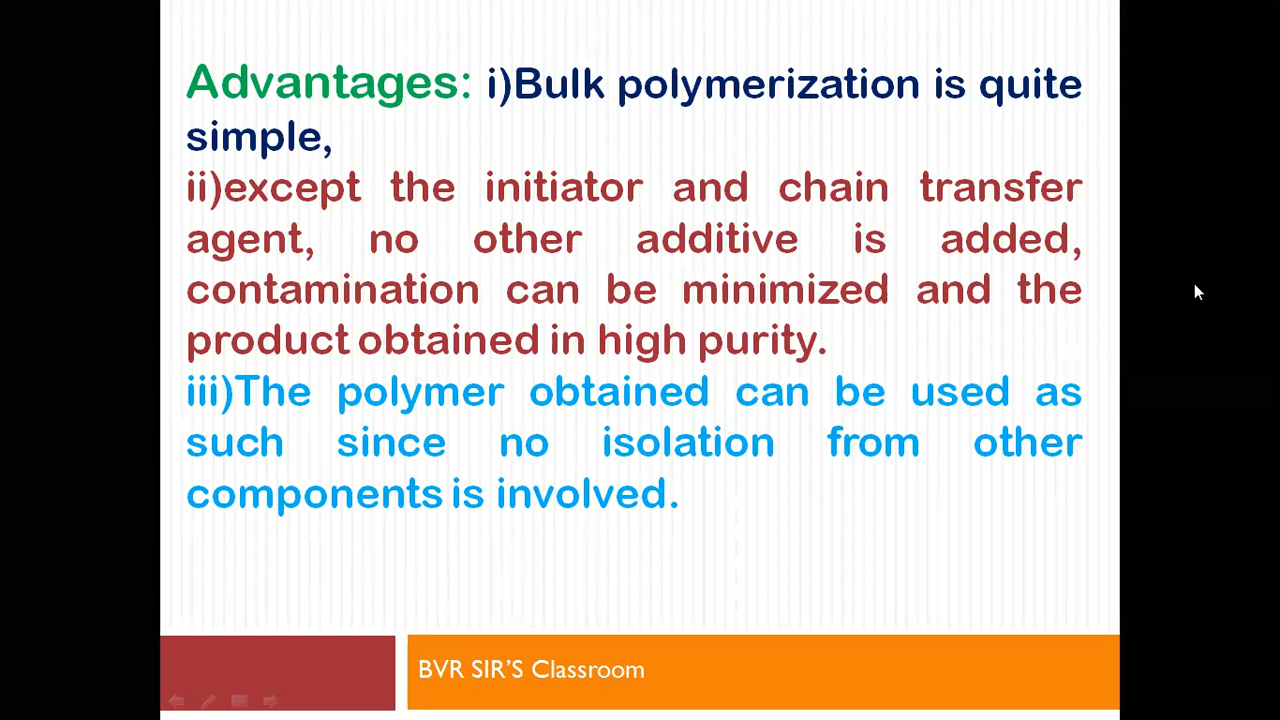 Advantages: i)Bulk polymerization is quite
simple,
ii)except the initiator and chain transfer
agent, no other additive is added,
contamination can be minimized and the
product obtained in high purity.
iii)The polymer obtained can be used as
such since no isolation from other
components is involved.
BVR SIR'S Classroom